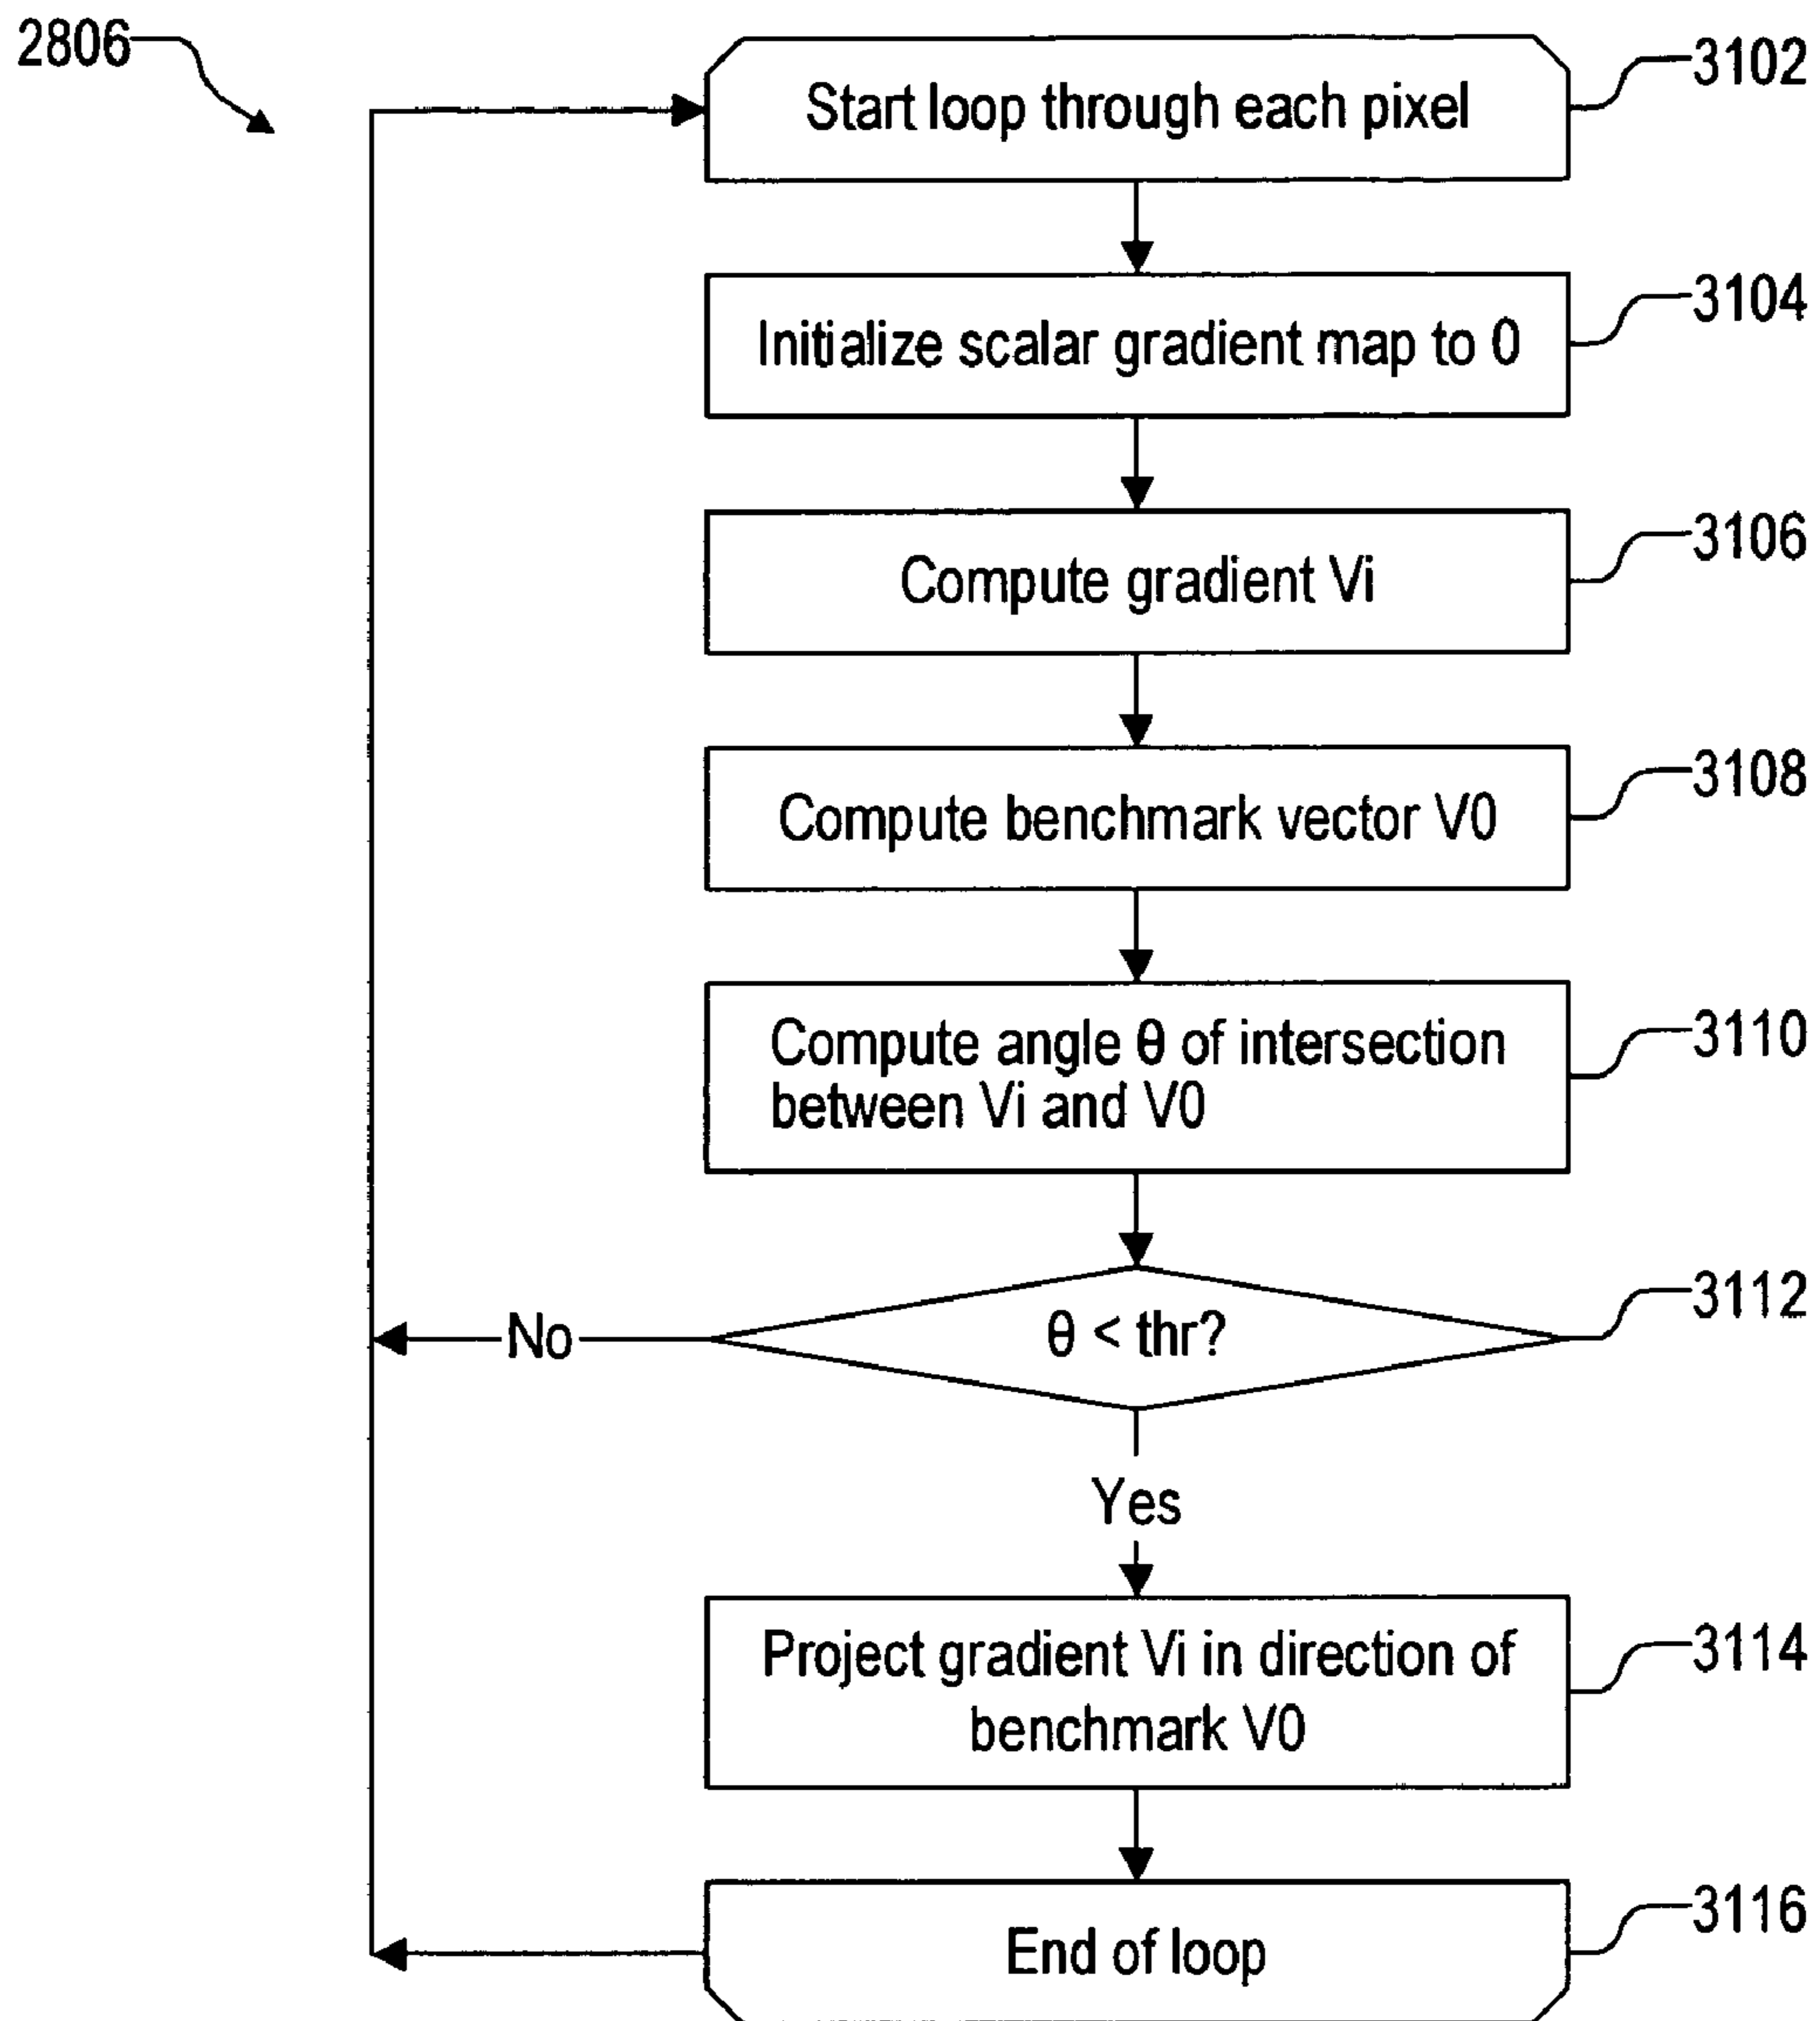 2806
Start loop through each pixel
3102
Initialize scalar gradient map to 0
3104
Compute gradient Vi
3106
Compute benchmark vector V0
3108
Compute angle θ of intersection
between Vi and V0
3110
θ < thr?
3112
No
Yes
Project gradient Vi in direction of
benchmark V0
3114
End of loop
3116